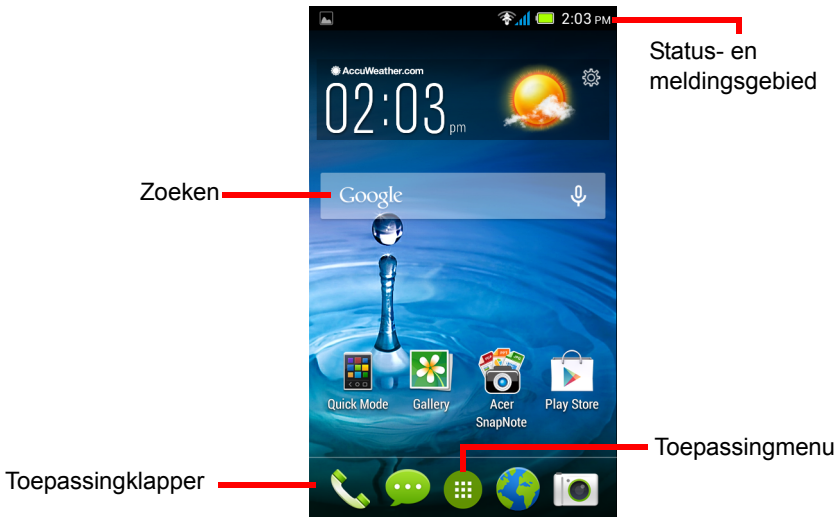 2:03 PM
Status- en
meldingsgebied
AccuWeather.com
02:03 pm
Zoeken
Google
Quick Mode
Gallery
Acer
SnapNote
Play Store
Toepassingmenu
Toepassingklapper